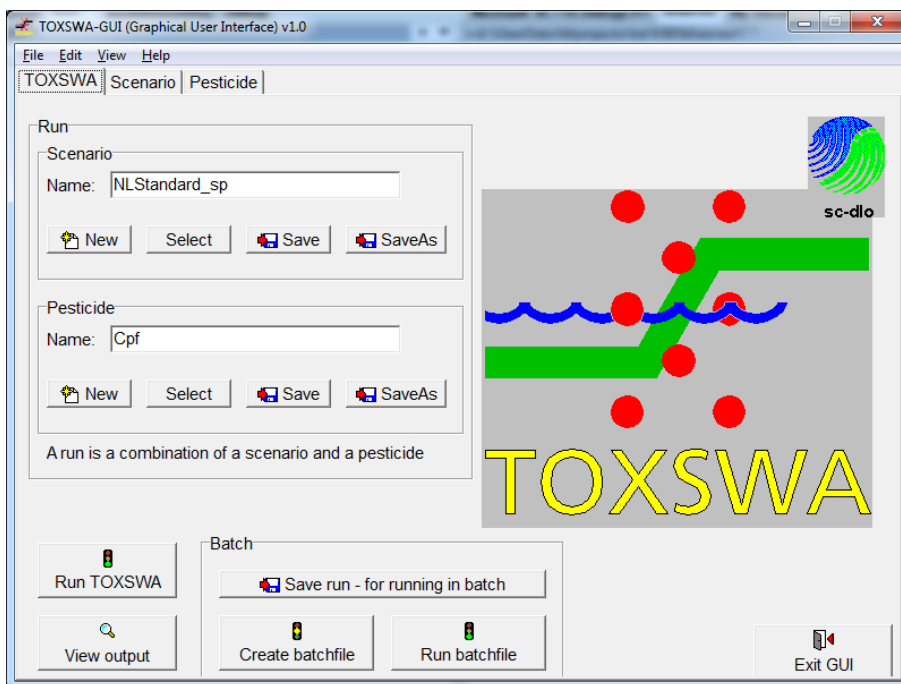 TOXSWA-GUI (Graphical User Interface) v1.0
File Edit View Help
TOXSWA Scenario Pesticide
Run
Scenario
Name: NLStandard_sp
New Select Save SaveAs
Pesticide
Name: Cpf
New Select Save SaveAs
A run is a combination of a scenario and a pesticide
sc-dlo
TOXSWA
Run TOXSWA
View output
Batch
Save run - for running in batch
Create batchfile
Run batchfile
Exit GUI